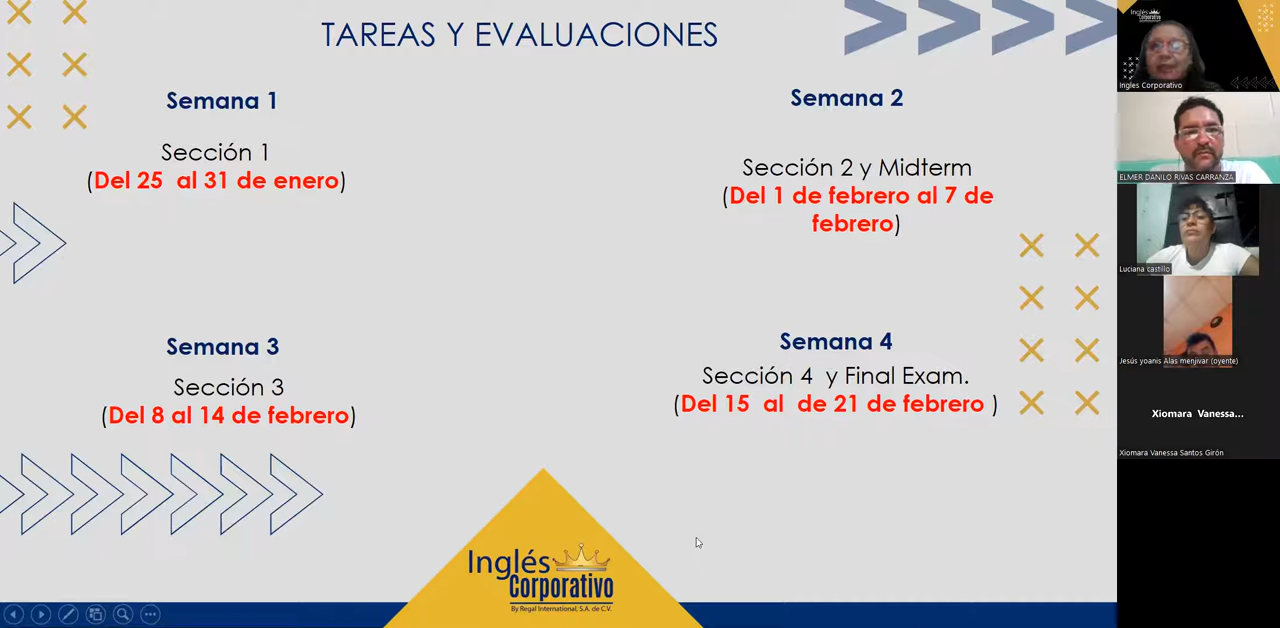 TAREAS Y EVALUACIONES
Semana 1
Sección 1
(Del 25 al 31 de enero)
Semana 2
Sección 2 y Midterm
(Del 1 de febrero al 7 de
febrero)
Semana 3
Sección 3
(Del 8 al 14 de febrero)
Semana 4
Sección 4 y Final Exam.
(Del 15 al de 21 de febrero )
Inglés
Corporativo
By Regal International, S.A. de C.V.
Inglés
Corporativo
Ingles Corporativo
ELMER DANILO RIVAS CARRANZA
Luciana castillo
Jesús yoanis Alas menjivar (oyente)
Xiomara Vanessa...
Xiomara Vanessa Santos Girón